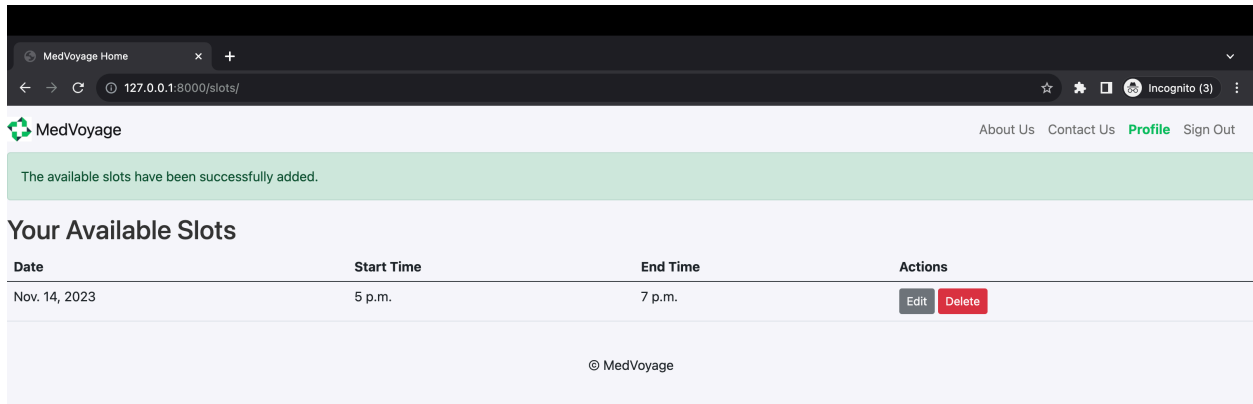 MedVoyage Home
127.0.0.1:8000/slots/ Incognito (3)
MedVoyage About Us Contact Us Profile Sign Out
The available slots have been successfully added.
Your Available Slots
Date Start Time End Time Actions
Nov. 14, 2023 5 p.m. 7 p.m. Edit Delete
© MedVoyage